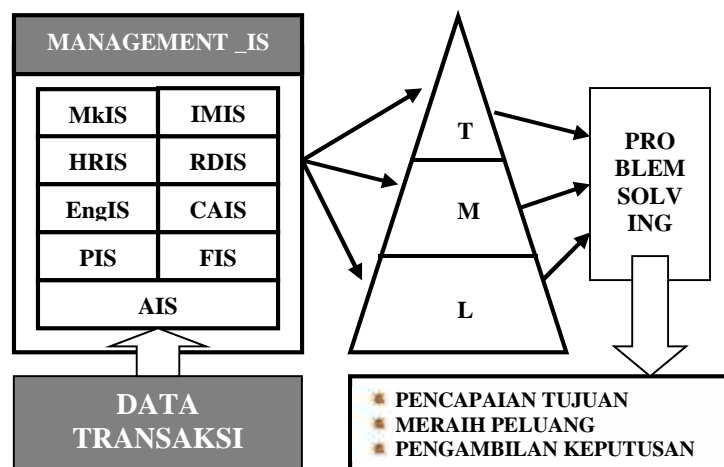 MANAGEMENT _IS
MkIS IMIS
HRIS RDIS
EngIS CAIS
PIS FIS
AIS
DATA
TRANSAKSI
T
M
L
PRO
BLEM
SOLV
ING
PENCAPAIAN TUJUAN
MERAIH PELUANG
PENGAMBILAN KEPUTUSAN